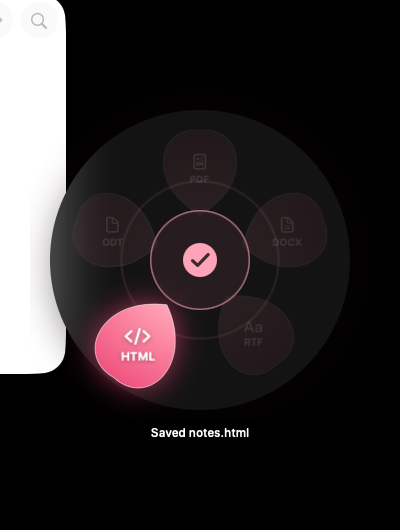 PDF
ODT
DOCX
</>
HTML
Aa
RTF
Saved notes.html